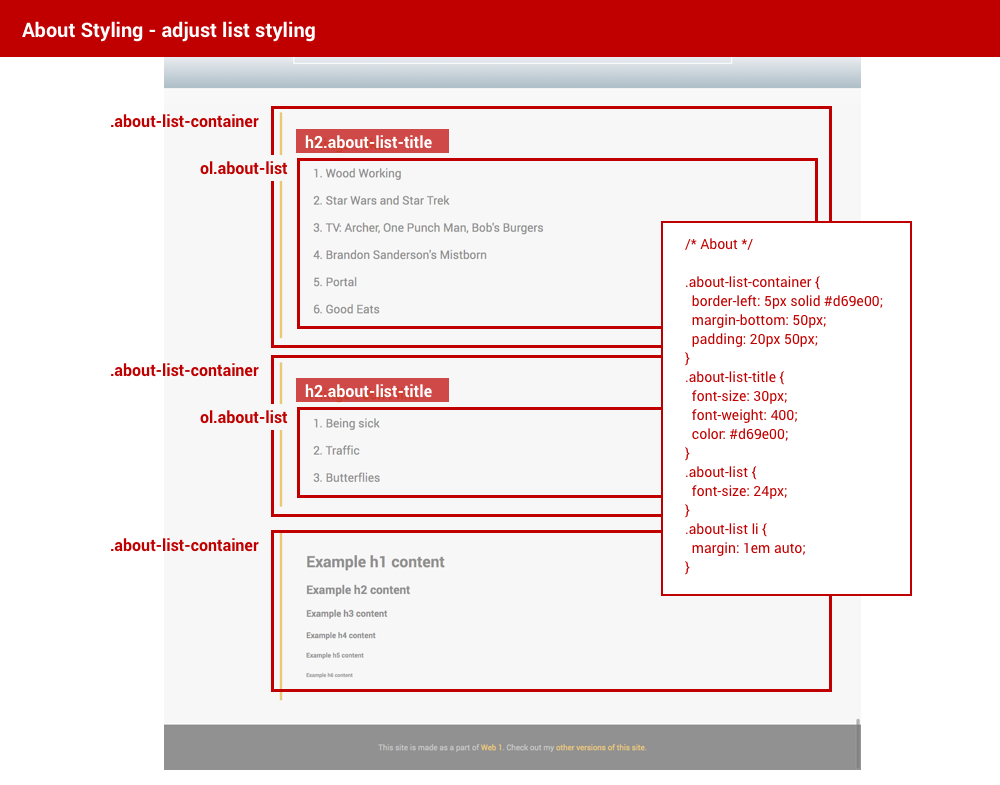 About Styling - adjust list styling
.about-list-container
h2.about-list-title
ol.about-list
1. Wood Working
2. Star Wars and Star Trek
3. TV: Archer, One Punch Man, Bob's Burgers
4. Brandon Sanderson's Mistborn
5. Portal
6. Good Eats
.about-list-container
h2.about-list-title
ol.about-list
1. Being sick
2. Traffic
3. Butterflies
.about-list-container
Example h1 content
Example h2 content
Example h3 content
Example h4 content
Example h5 content
Example h6 content
/* About */
.about-list-container {
border-left: 5px solid #d69e00;
margin-bottom: 50px;
padding: 20px 50px;
}
.about-list-title {
font-size: 30px;
font-weight: 400;
color: #d69e00;
}
.about-list {
font-size: 24px;
}
.about-list li {
margin: 1em auto;
}
This site is made as a part of Web 1. Check out my other versions of this site.